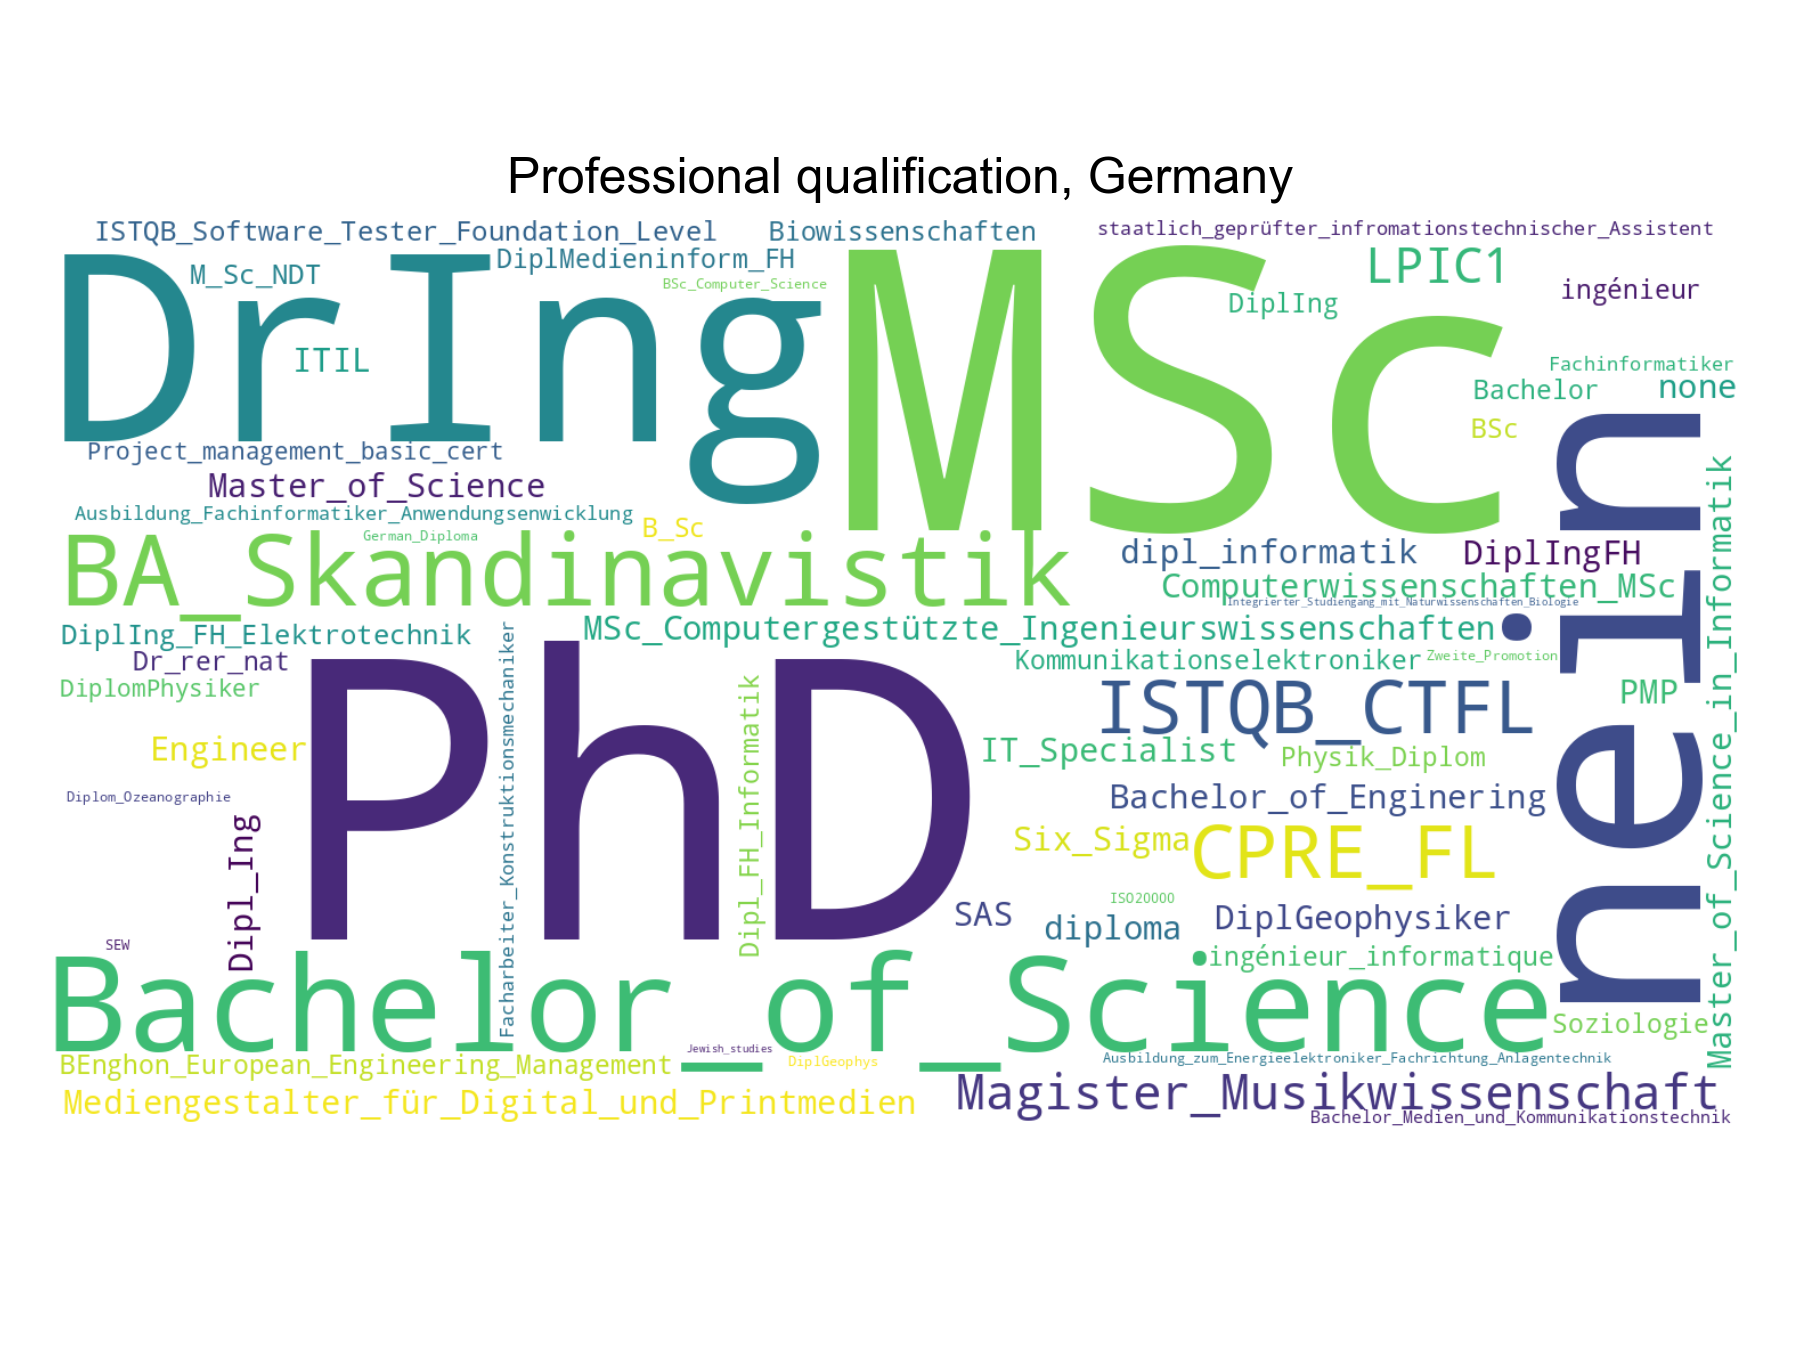 Professional qualification, Germany
ISTQB_Software_Tester_Foundation_Level
Biowissenschaften
staatlich_geprüfter_infromationstechnischer_Assistent
DrIng
M_Sc_NDT
DiplMedieninform_FH
BSc_Computer_Science
MSc
LPIC1
DiplIng
ingénieur
ITIL
Fachinformatiker
Bachelor
none
BSc
nein
Project_management_basic_cert
Master_of_Science
Ausbildung_Fachinformatiker_Anwendungsenwicklung
B_Sc
German_Diploma
BA_Skandinavistik
dipl_informatik
DiplIngFH
Computerwissenschaften_MSc
Integrierter_Studiengang_mit_Naturwissenschaften_Biologie
Master_of_Science_in_Informatik
DiplIng_FH_Elektrotechnik
MSc_Computergestützte_Ingenieurswissenschaften
Dr_rer_nat
Kommunikationselektroniker
Zweite_Promotion
DiplomPhysiker
PhD
Facharbeiter_Konstruktionsmechaniker
Dipl_FH_Informatik
ISTQB_CTFL
PMP
Engineer
IT_Specialist
Physik_Diplom
Diplom_Ozeanographie
Bachelor_of_Enginering
Dipl_Ing
Six_Sigma
CPRE_FL
ISO20000
SAS
diploma
DiplGeophysiker
SEW
Bachelor_of_Science
ingénieur_informatique
Soziologie
Jewish_studies
BEnghon_European_Engineering_Management
DiplGeophys
Ausbildung_zum_Energieelektroniker_Fachrichtung_Anlagentechnik
Mediengestalter_für_Digital_und_Printmedien
Magister_Musikwissenschaft
Bachelor_Medien_und_Kommunikationstechnik